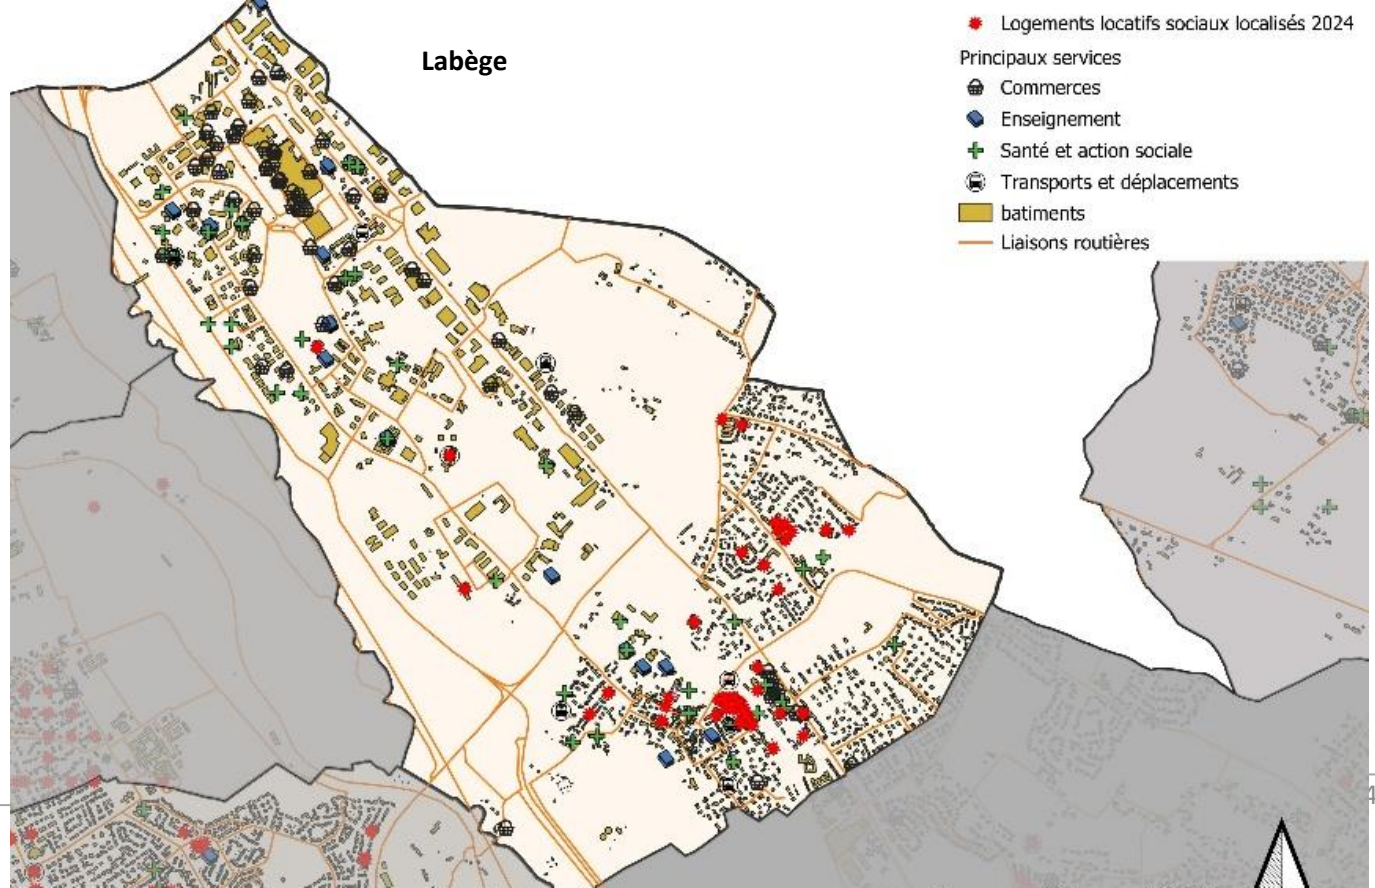 Labège
Logements locatifs sociaux localisés 2024
Principaux services
Commerces
Enseignement
Santé et action sociale
Transports et déplacements
batiments
Liaisons routières
4